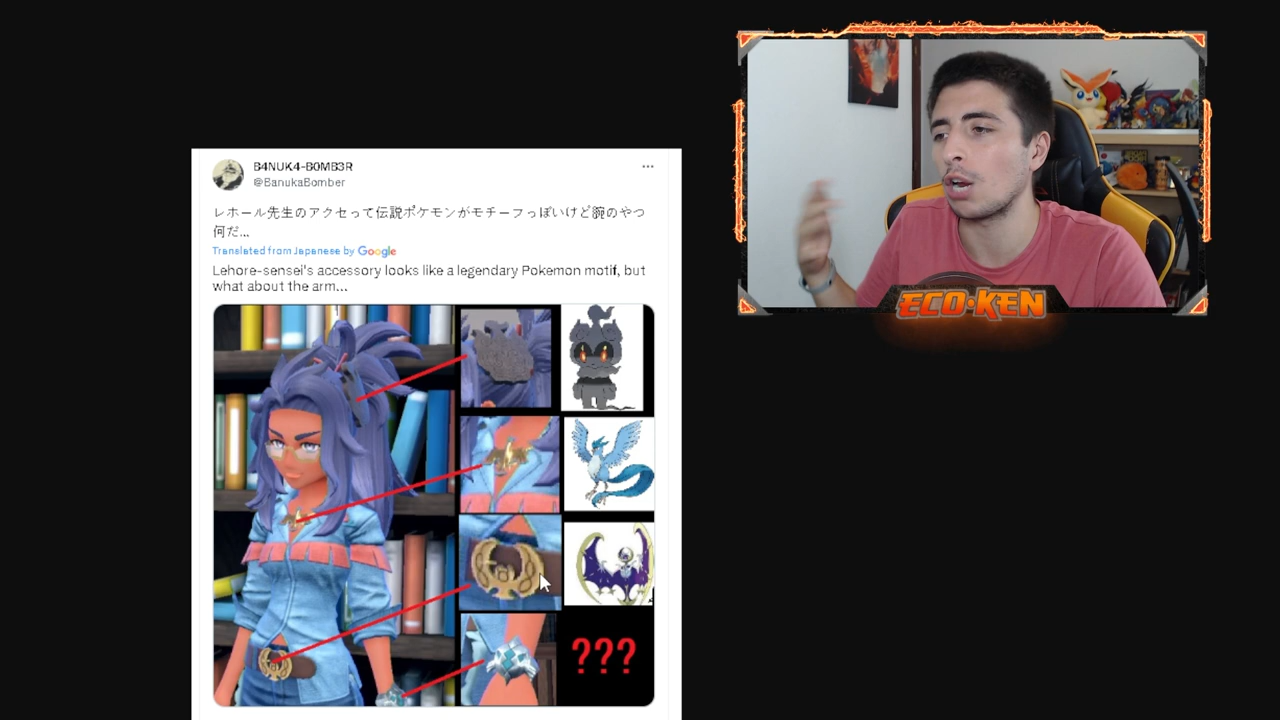 B4NUK4-B0MB3R
@BanukaBomber
レホール先生のアクセって伝説ポケモンがモチーフっぽいけど腕のやつ
何だ...
Translated from Japanese by Google
Lehore-sensei's accessory looks like a legendary Pokemon motif, but
what about the arm...
???
ECO·KEN